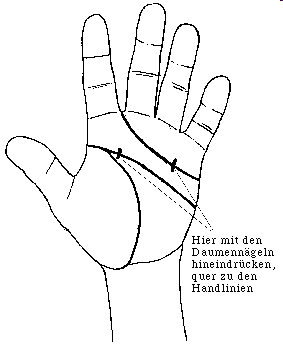 Hier mit den
Daumennägeln
hineindrücken,
quer zu den
Handlinien